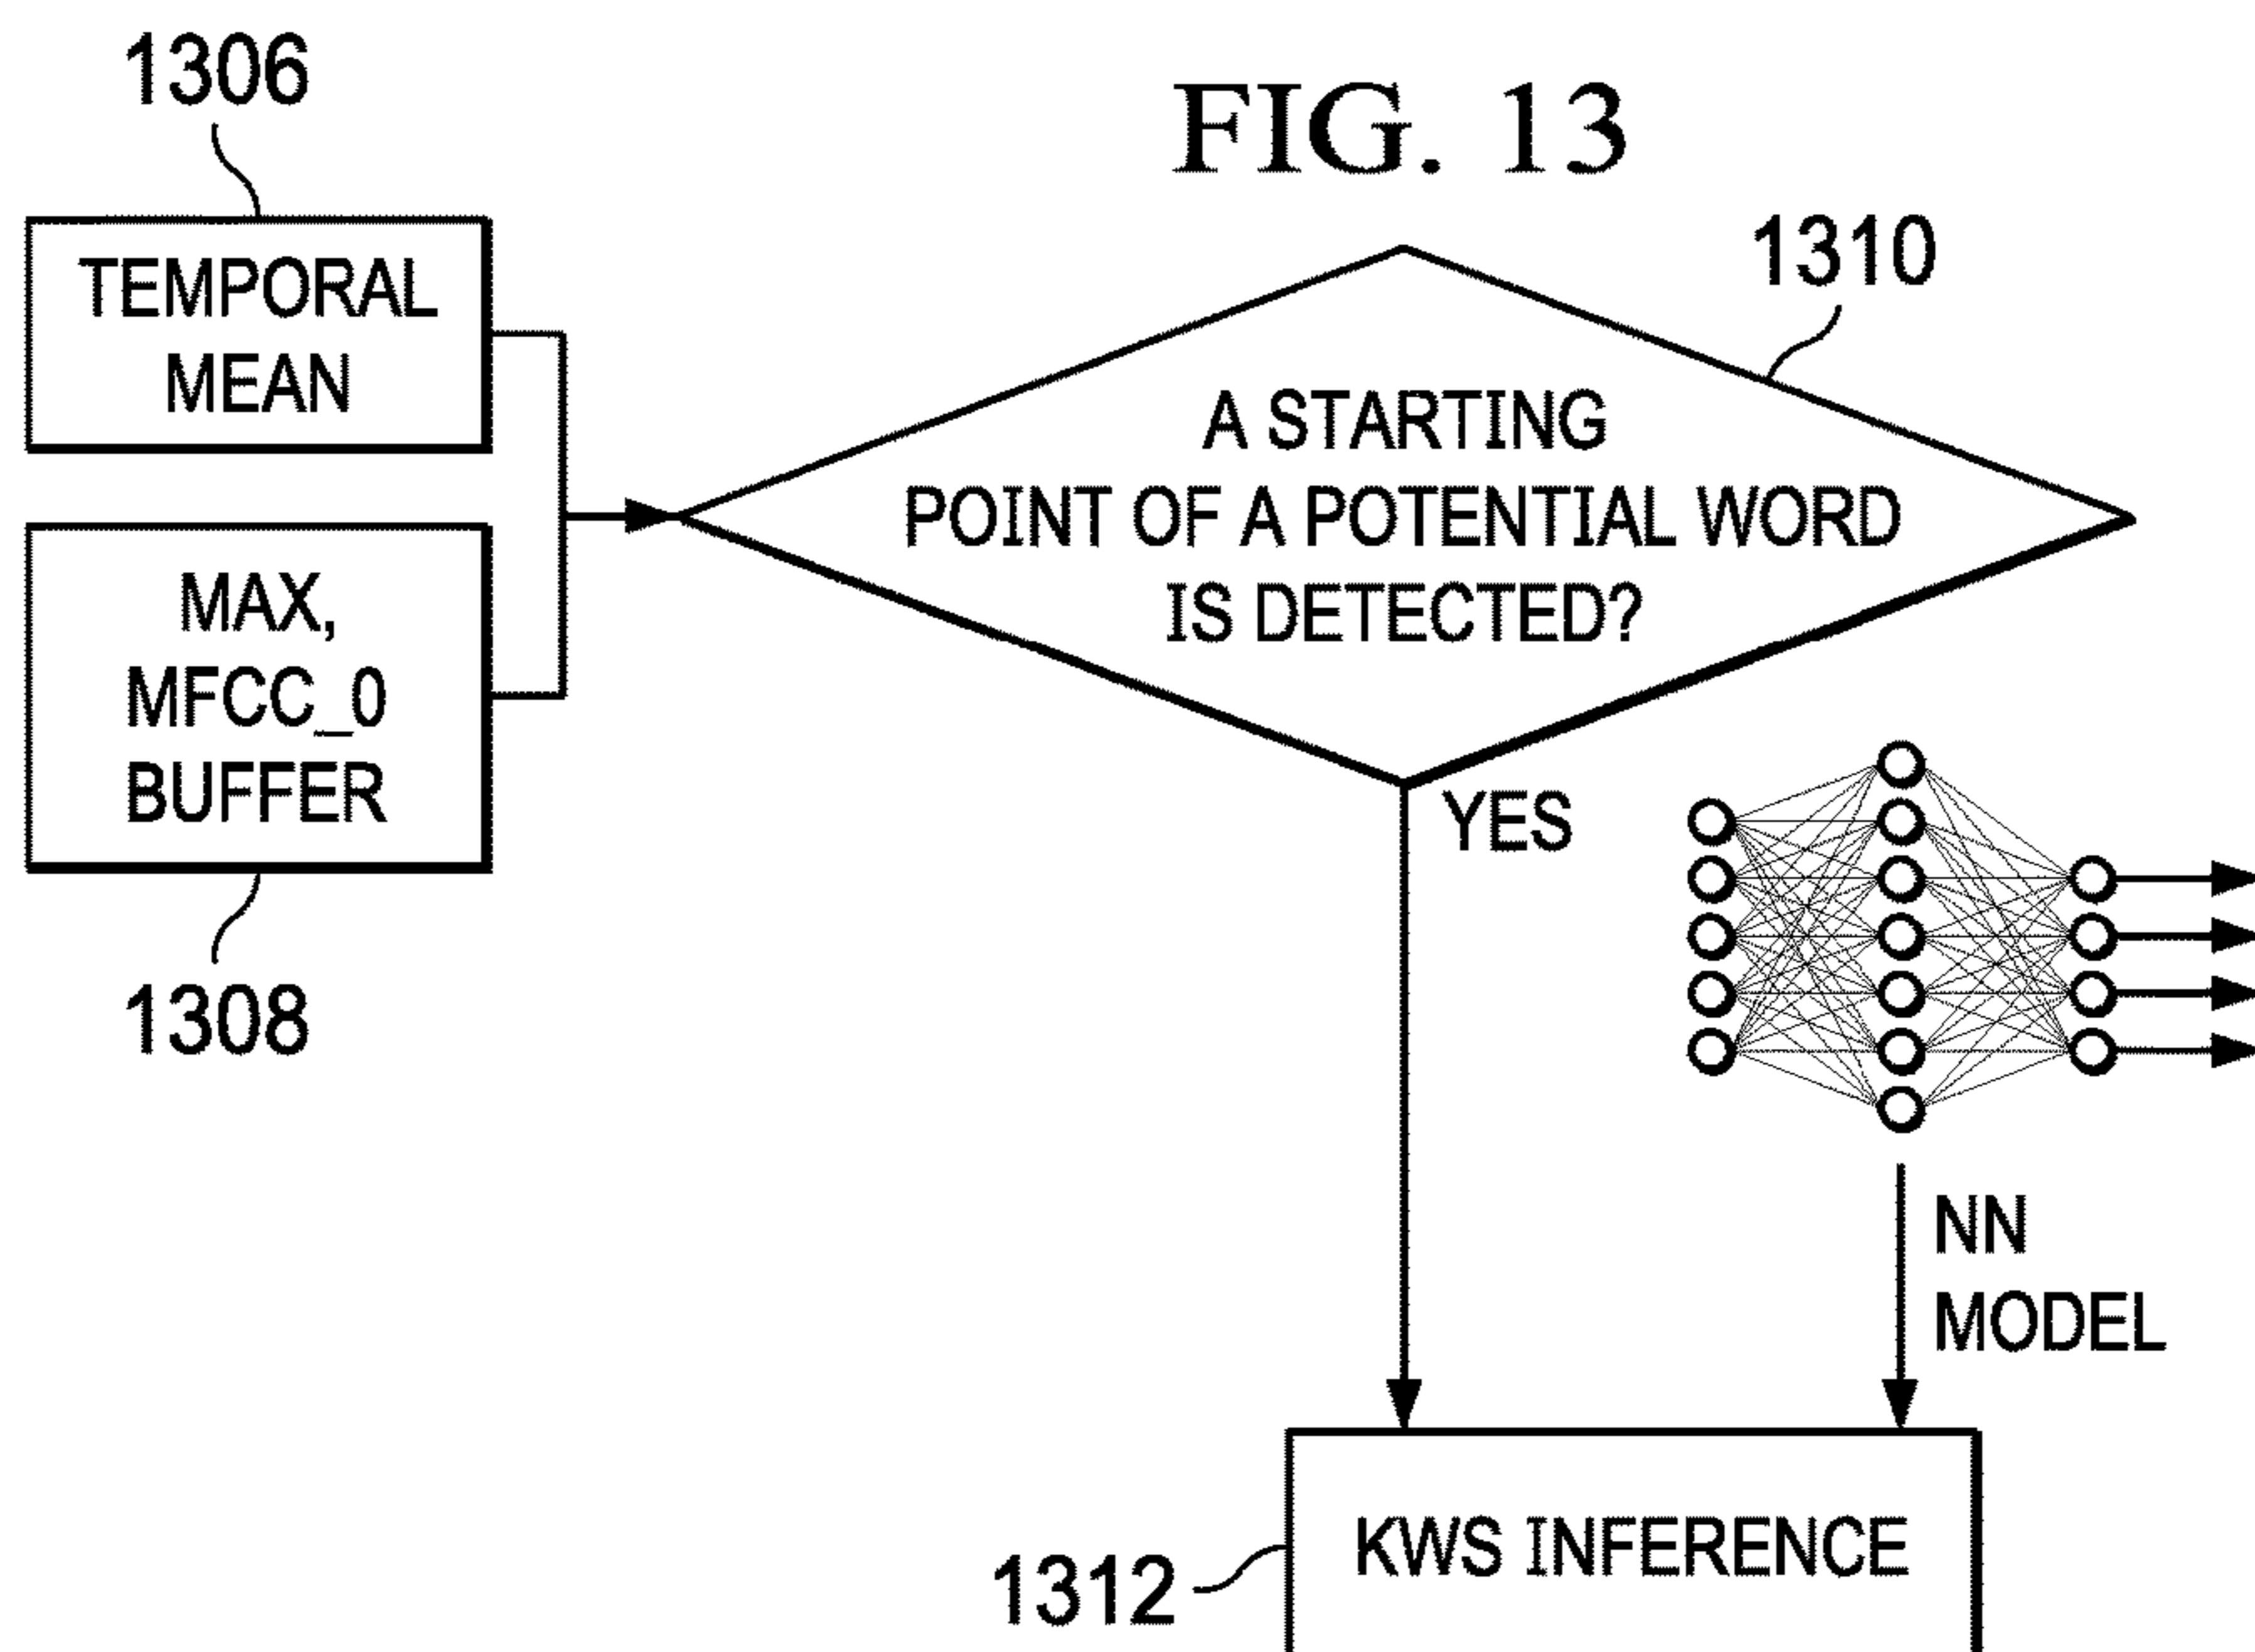 FIG. 13
1306
TEMPORAL
MEAN
MAX,
MFCC_0
BUFFER
1308
1310
A STARTING
POINT OF A POTENTIAL WORD
IS DETECTED?
YES
NN
MODEL
1312
KWS INFERENCE